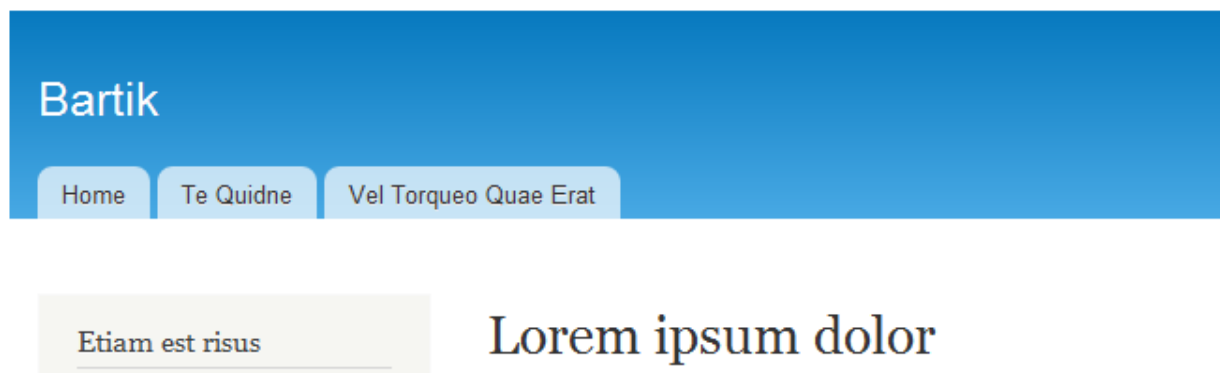 Bartik
Home Te Quidne Vel Torqueo Quae Erat
Etiam est risus
Lorem ipsum dolor